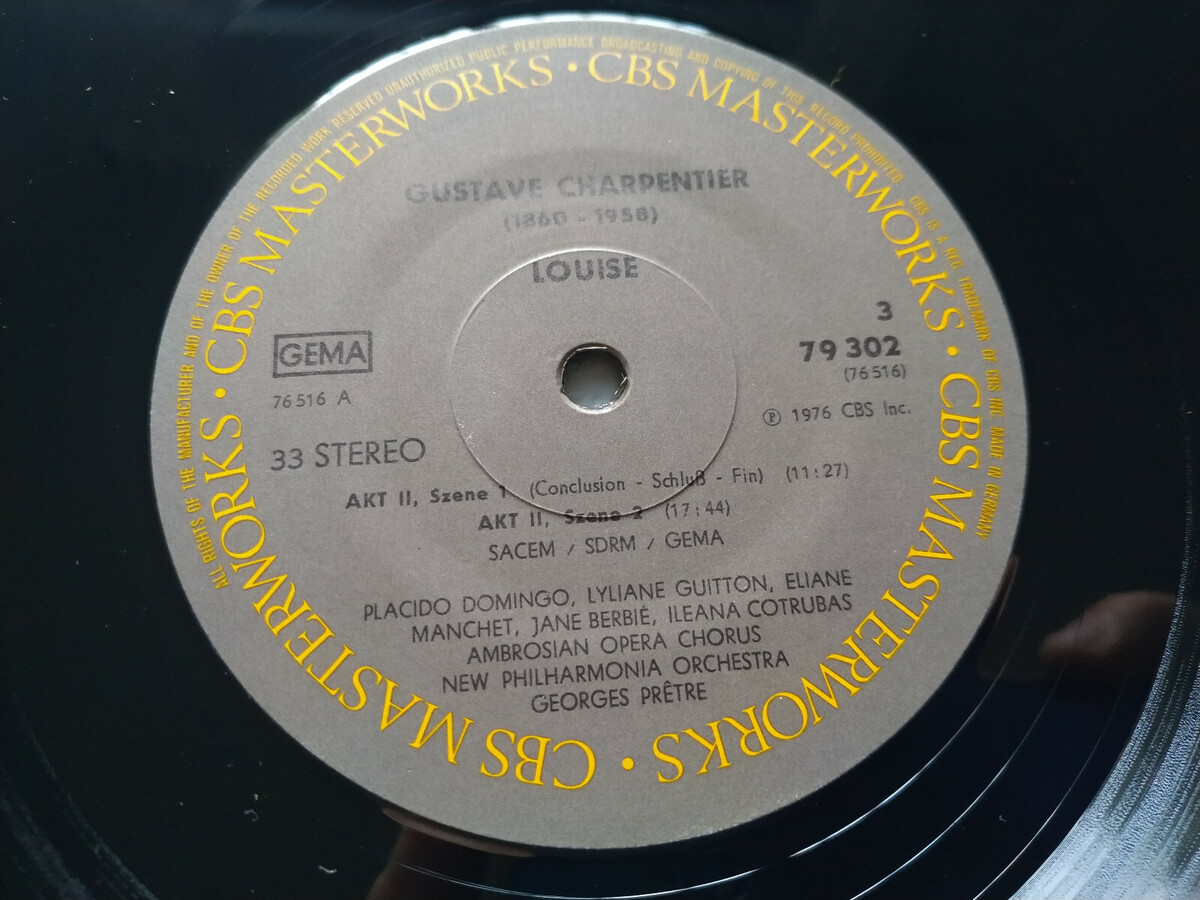 ALL RIGHTS OF THE MANUFACTURER AND OF THE OWNER OF THE RECORDED WORK RESERVED UNAUTHORIZED PUBLIC PERFORMANCE BROADCASTING AND COPYING OF THIS RECORD PROHIBITED CBS IS A REG. TRADEMARK OF CBS INC. MADE IN GERMANY
CBS MASTERWORKS • CBS MASTERWORKS • CBS MASTERWORKS • CBS MASTERWORKS • CBS MASTERWORKS •
GUSTAVE CHARPENTIER
(1860 - 1958)
LOUISE
3
GEMA
79 302
76 516 A
(76 516)
℗ 1976 CBS Inc.
33 STEREO
AKT II, Szene 1 (Conclusion - Schluß - Fin) (11:27)
AKT II, Szene 2 (17:44)
SACEM / SDRM / GEMA
PLACIDO DOMINGO, LYLIANE GUITTON, ELIANE
MANCHET, JANE BERBIÉ, ILEANA COTRUBAS
AMBROSIAN OPERA CHORUS
NEW PHILHARMONIA ORCHESTRA
GEORGES PRÊTRE